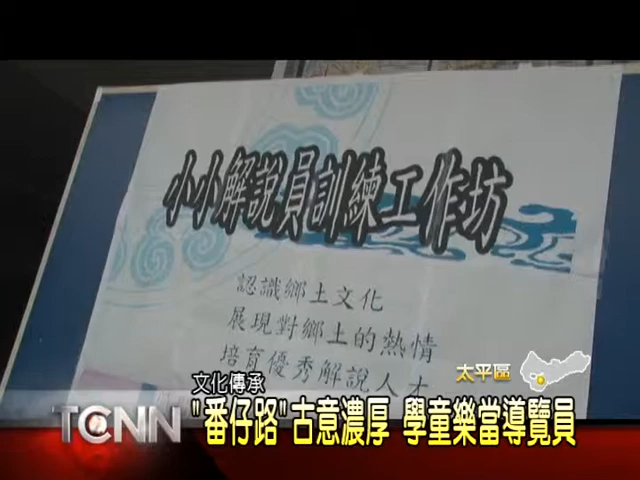 小小解說員訓練工作坊
認識鄉土文化
展現對鄉土的熱情
培育優秀解說人才
太平區
文化傳承
TCNN
"番仔路"古意濃厚 學童樂當導覽員